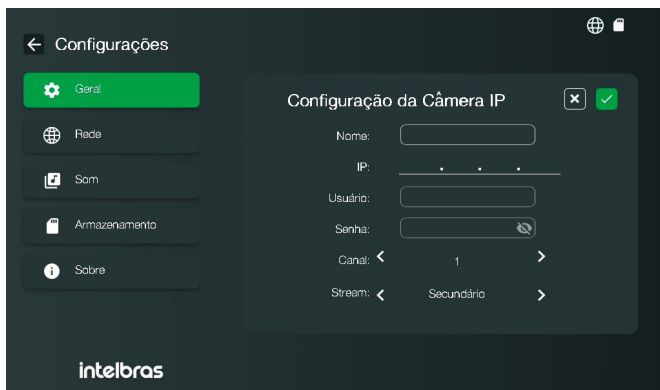 Configurações
Geral
Rede
Som
Armazenamento
Sobre
Configuração da Câmera IP
Nome:
IP:
Usuário:
Senha:
Canal: 1
Stream: Secundário
intelbras